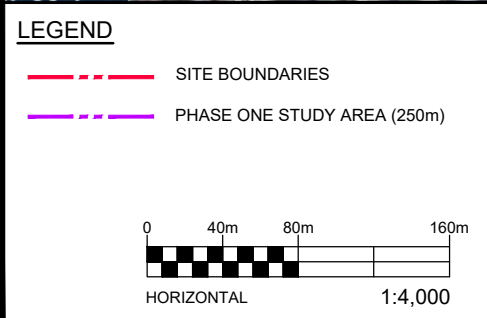 LEGEND
SITE BOUNDARIES
PHASE ONE STUDY AREA (250m)
0 40m 80m 160m
HORIZONTAL 1:4,000